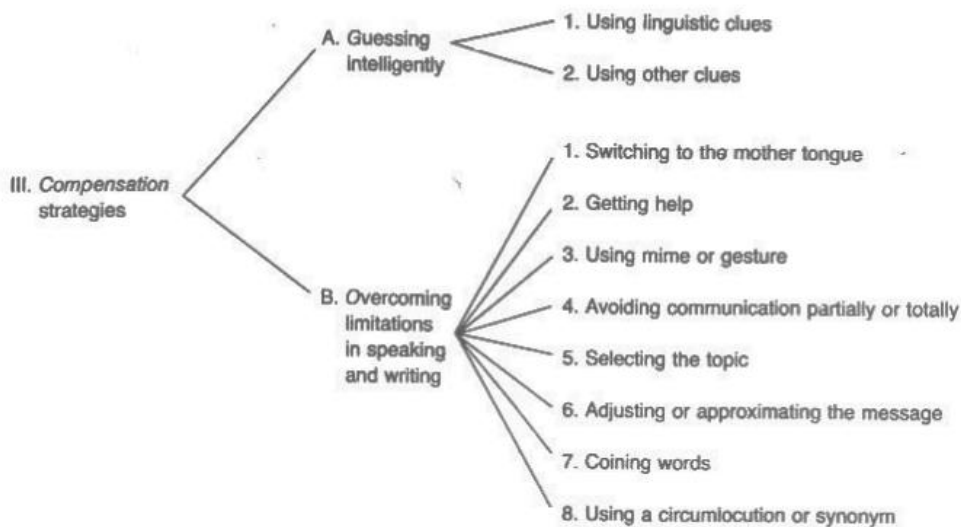 III. Compensation
strategies
A. Guessing
intelligently
1. Using linguistic clues
2. Using other clues
B. Overcoming
limitations
in speaking
and writing
1. Switching to the mother tongue
2. Getting help
3. Using mime or gesture
4. Avoiding communication partially or totally
5. Selecting the topic
6. Adjusting or approximating the message
7. Coining words
8. Using a circumlocution or synonym